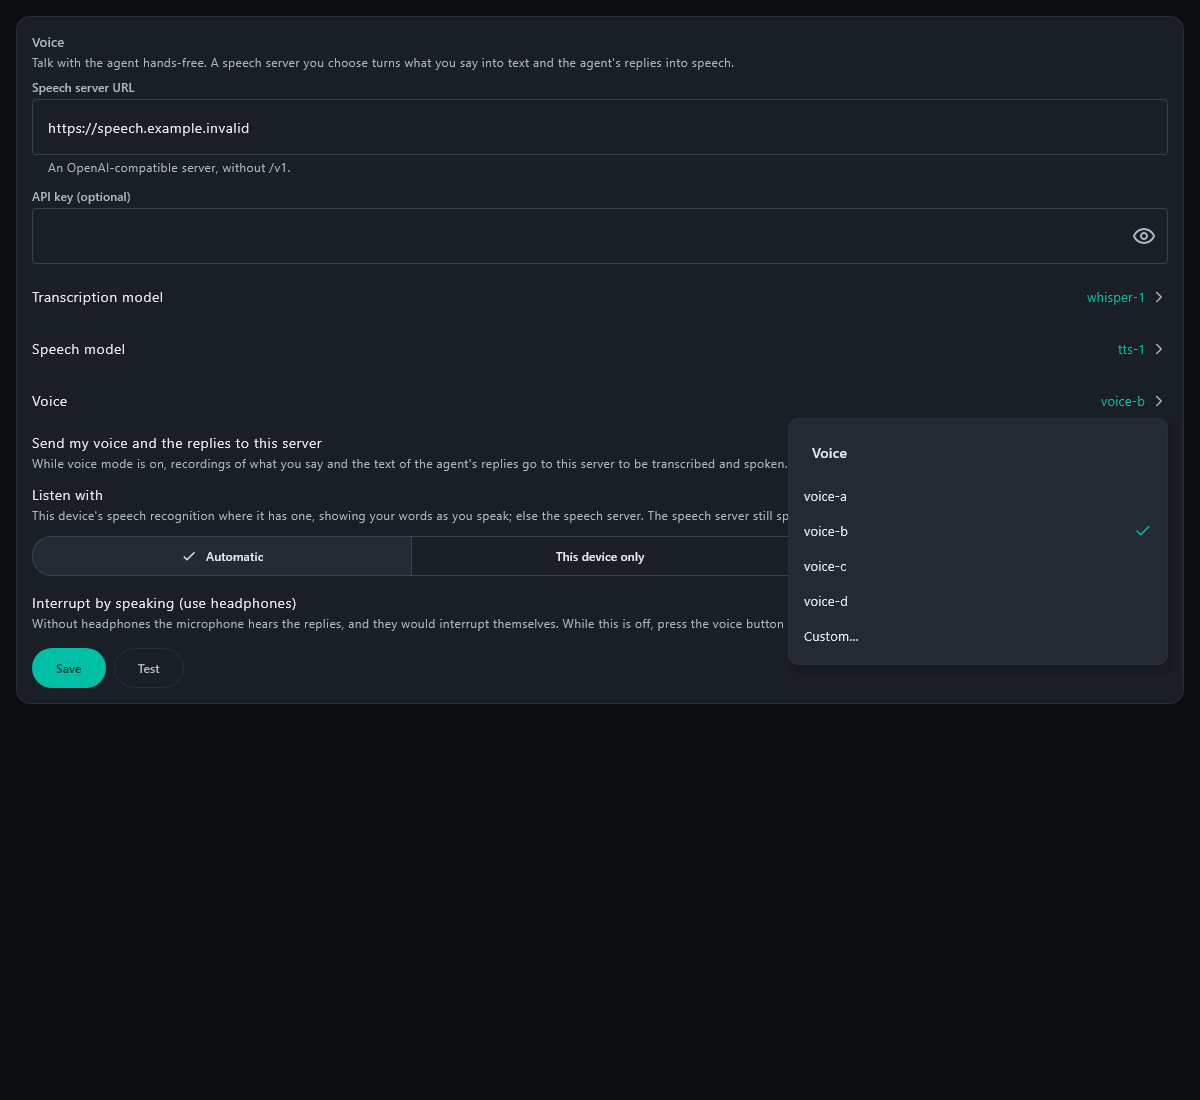 Voice
Talk with the agent hands-free. A speech server you choose turns what you say into text and the agent's replies into speech.
Speech server URL
https://speech.example.invalid
An OpenAI-compatible server, without /v1.
API key (optional)
Transcription model
whisper-1
Speech model
tts-1
Voice
voice-b
Send my voice and the replies to this server
While voice mode is on, recordings of what you say and the text of the agent's replies go to this server to be transcribed and spoken.
Listen with
This device's speech recognition where it has one, showing your words as you speak; else the speech server. The speech server still sp
Automatic
This device only
Interrupt by speaking (use headphones)
Without headphones the microphone hears the replies, and they would interrupt themselves. While this is off, press the voice button
Save
Test
Voice
voice-a
voice-b
voice-c
voice-d
Custom...